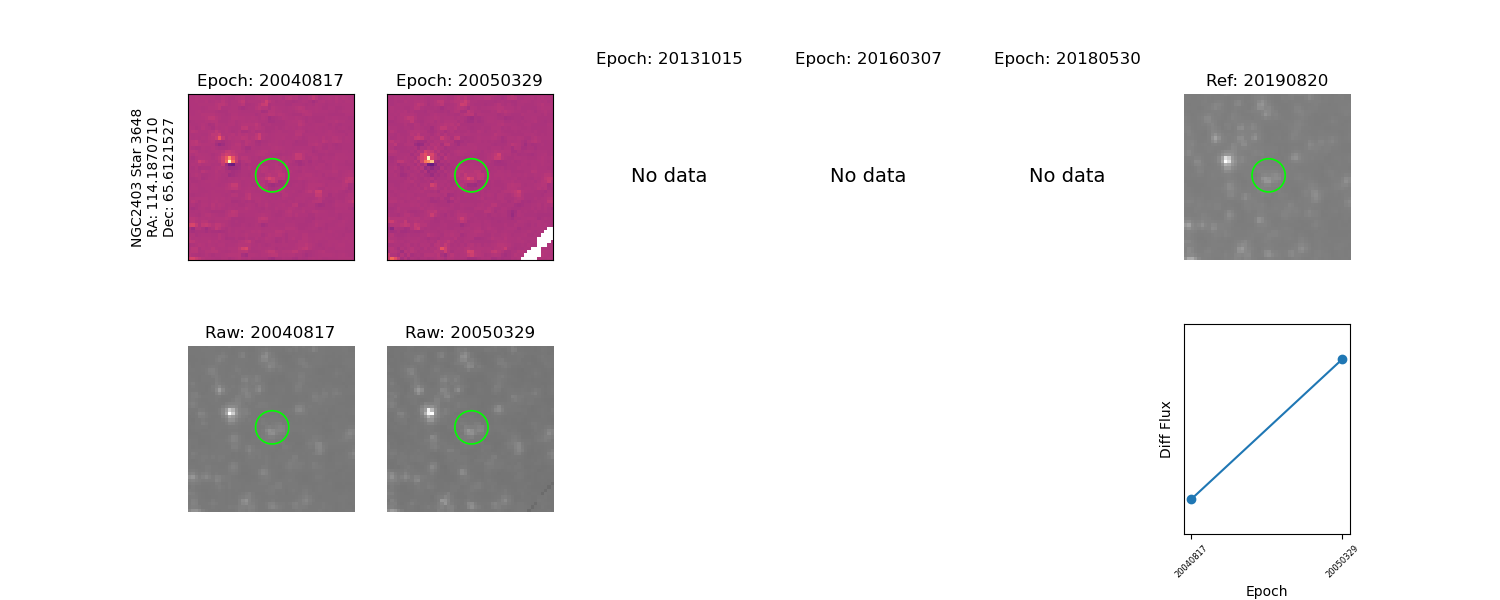 Epoch: 20040817
Epoch: 20050329
Epoch: 20131015
Epoch: 20160307
Epoch: 20180530
Ref: 20190820
NGC2403 Star 3648
RA: 114.1870710
Dec: 65.6121527
No data
No data
No data
Raw: 20040817
Raw: 20050329
Diff Flux
20040817
20050329
Epoch